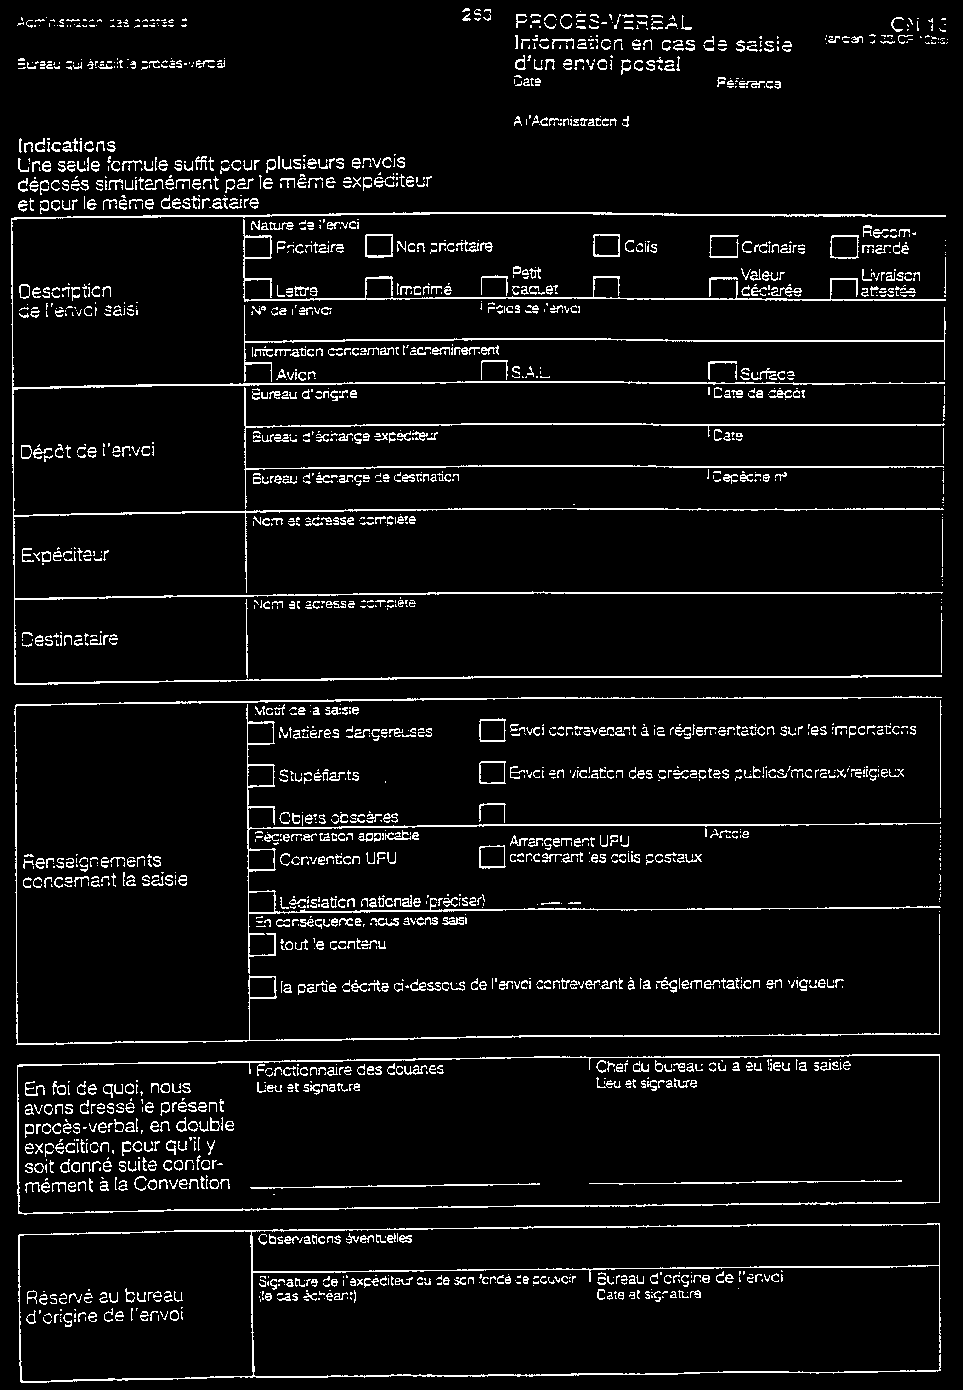 Administration des postes d
293
PROCÈS-VERBAL
CN 13
Information en cas de saisie
d'un envoi postal
Bureau qui établit le procès-verbal
Date
Référence
A l'Administration d
Indications
Une seule formule suffit pour plusieurs envois
déposés simultanément par le même expéditeur
et pour le même destinataire
Description
de l'envoi saisi
Nature de l'envoi
Prioritaire
Non prioritaire
Colis
Ordinaire
Recom-
mandé
Lettre
Imprimé
Petit
paquet
Valeur
déclarée
Livraison
attestée
N° de l'envoi
Poids de l'envoi
Information concernant l'acheminement
Avion
S.A.L.
Surface
Dépôt de l'envoi
Bureau d'origine
Date de dépôt
Bureau d'échange expéditeur
Date
Bureau d'échange de destination
Dépêche n°
Expéditeur
Nom et adresse complète
Destinataire
Nom et adresse complète
Renseignements
concernant la saisie
Motif de la saisie
Matières dangereuses
Envoi contrevenant à la réglementation sur les importations
Stupéfiants
Envoi en violation des préceptes publics/moraux/religieux
Objets obscènes
Réglementation applicable
Convention UPU
Arrangement UPU
concernant les colis postaux
Article
Législation nationale (préciser)
En conséquence, nous avons saisi
tout le contenu
la partie décrite ci-dessous de l'envoi contrevenant à la réglementation en vigueur:
En foi de quoi, nous
avons dressé le présent
procès-verbal, en double
expédition, pour qu'il y
soit donné suite confor-
mément à la Convention
Fonctionnaire des douanes
Lieu et signature
Chef du bureau où a eu lieu la saisie
Lieu et signature
Réservé au bureau
d'origine de l'envoi
Observations éventuelles
Signature de l'expéditeur ou de son fondé de pouvoir
(le cas échéant)
Bureau d'origine de l'envoi
Date et signature